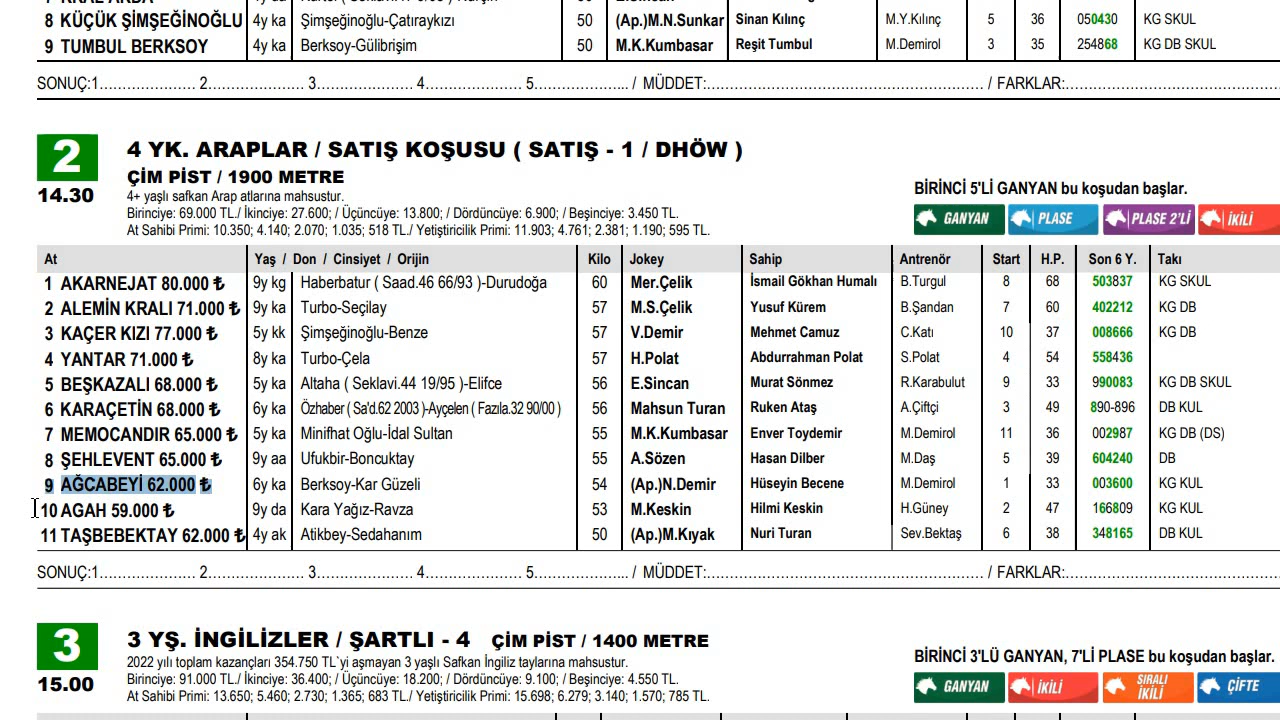 8 KÜÇÜK ŞİMŞEĞİNOĞLU 4y ka Şimşeğinoğlu-Çatıraykızı 50 (Ap.)M.N.Sunkar Sinan Kılınç M.Y.Kılınç 5 36 050430 KG SKUL
9 TUMBUL BERKSOY 4y ka Berksoy-Gülibrişim 50 M.K.Kumbasar Reşit Tumbul M.Demirol 3 35 254868 KG DB SKUL
SONUÇ:1...................... 2...................... 3...................... 4...................... 5...................... / MÜDDET:................................................................ / FARKLAR:..................................................
2
14.30
4 YK. ARAPLAR / SATIŞ KOŞUSU ( SATIŞ - 1 / DHÖW )
ÇİM PİST / 1900 METRE
4+ yaşlı safkan Arap atlarına mahsustur.
Birinciye: 69.000 TL./ İkinciye: 27.600; / Üçüncüye: 13.800; / Dördüncüye: 6.900; / Beşinciye: 3.450 TL.
At Sahibi Primi: 10.350; 4.140; 2.070; 1.035; 518 TL./ Yetiştiricilik Primi: 11.903; 4.761; 2.381; 1.190; 595 TL.
BİRİNCİ 5'Lİ GANYAN bu koşudan başlar.
GANYAN PLASE PLASE 2'Lİ İKİLİ
At Yaş / Don / Cinsiyet / Orijin Kilo Jokey Sahip Antrenör Start H.P. Son 6 Y. Takı
1 AKARNEJAT 80.000 ₺ 9y kg Haberbatur ( Saad.46 66/93 )-Durudoğa 60 Mer.Çelik İsmail Gökhan Humalı B.Turgul 8 68 503837 KG SKUL
2 ALEMİN KRALI 71.000 ₺ 9y ka Turbo-Seçilay 57 M.S.Çelik Yusuf Kürem B.Şandan 7 60 402212 KG DB
3 KAÇER KIZI 77.000 ₺ 5y kk Şimşeğinoğlu-Benze 57 V.Demir Mehmet Camuz C.Katı 10 37 008666 KG DB
4 YANTAR 71.000 ₺ 8y ka Turbo-Çela 57 H.Polat Abdurrahman Polat S.Polat 4 54 558436
5 BEŞKAZALI 68.000 ₺ 5y ka Altaha ( Seklavi.44 19/95 )-Elifce 56 E.Sincan Murat Sönmez R.Karabulut 9 33 990083 KG DB SKUL
6 KARAÇETİN 68.000 ₺ 6y ka Özhaber ( Sa'd.62 2003 )-Ayçelen ( Fazıla.32 90/00 ) 56 Mahsun Turan Ruken Ataş A.Çiftçi 3 49 890-896 DB KUL
7 MEMOCANDIR 65.000 ₺ 5y ka Minifhat Oğlu-İdal Sultan 55 M.K.Kumbasar Enver Toydemir M.Demirol 11 36 002987 KG DB (DS)
8 ŞEHLEVENT 65.000 ₺ 9y aa Ufukbir-Boncuktay 55 A.Sözen Hasan Dilber M.Daş 5 39 604240 DB
9 AĞCABEYİ 62.000 ₺ 6y ka Berksoy-Kar Güzeli 54 (Ap.)N.Demir Hüseyin Becene M.Demirol 1 33 003600 KG KUL
10 AGAH 59.000 ₺ 9y da Kara Yağız-Ravza 53 M.Keskin Hilmi Keskin H.Güney 2 47 166809 KG KUL
11 TAŞBEBEKTAY 62.000 ₺ 4y ak Atikbey-Sedahanım 50 (Ap.)M.Kıyak Nuri Turan Sev.Bektaş 6 38 348165 DB KUL
SONUÇ:1...................... 2...................... 3...................... 4...................... 5...................... / MÜDDET:................................................................ / FARKLAR:..................................................
3
15.00
3 YŞ. İNGİLİZLER / ŞARTLI - 4 ÇİM PİST / 1400 METRE
2022 yılı toplam kazançları 354.750 TL`yi aşmayan 3 yaşlı Safkan İngiliz taylarına mahsustur.
Birinciye: 91.000 TL./ İkinciye: 36.400; / Üçüncüye: 18.200; / Dördüncüye: 9.100; / Beşinciye: 4.550 TL.
At Sahibi Primi: 13.650; 5.460; 2.730; 1.365; 683 TL./ Yetiştiricilik Primi: 15.698; 6.279; 3.140; 1.570; 785 TL.
BİRİNCİ 3'LÜ GANYAN, 7'Lİ PLASE bu koşudan başlar.
GANYAN İKİLİ SIRALI İKİLİ ÇİFTE